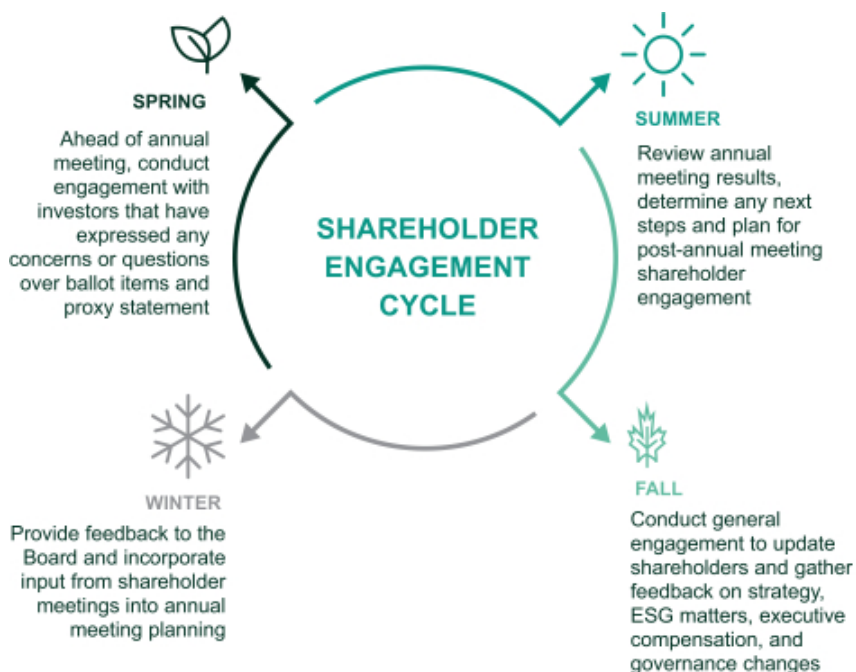 SPRING
Ahead of annual
meeting, conduct
engagement with
investors that have
expressed any
concerns or questions
over ballot items and
proxy statement
SHAREHOLDER
ENGAGEMENT
CYCLE
SUMMER
Review annual
meeting results,
determine any next
steps and plan for
post-annual meeting
shareholder
engagement
WINTER
Provide feedback to the
Board and incorporate
input from shareholder
meetings into annual
meeting planning
FALL
Conduct general
engagement to update
shareholders and gather
feedback on strategy,
ESG matters, executive
compensation, and
governance changes